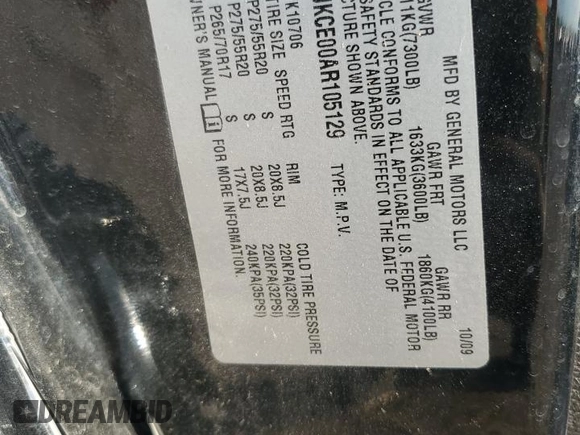 MFD BY GENERAL MOTORS LLC 10/09
GVWR GAWR FRT GAWR RR
11KG(7300LB) 1633KG(3600LB) 1860KG(4100LB)
CLE CONFORMS TO ALL APPLICABLE U.S. FEDERAL MOTOR
SAFETY STANDARDS IN EFFECT ON THE DATE OF
CTURE SHOWN ABOVE.
UKCE00AR105129 TYPE: M.P.V.
K10706
TIRE SIZE SPEED RTG RIM COLD TIRE PRESSURE
P275/55R20 S 20X8.5J 220KPA(32PSI)
P275/55R20 S 20X8.5J 220KPA(32PSI)
P265/70R17 S 17X7.5J 240KPA(35PSI)
WNER'S MANUAL FOR MORE INFORMATION.
DREAMBID